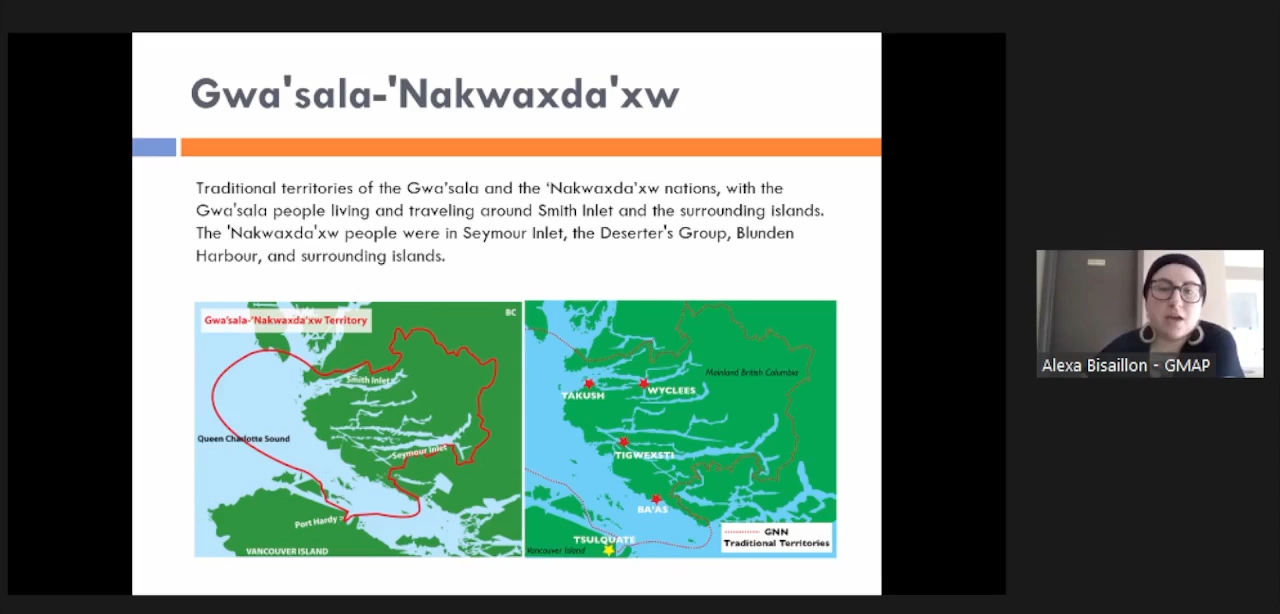 Gwa'sala-'Nakwaxda'xw
Traditional territories of the Gwa'sala and the 'Nakwaxda'xw nations, with the
Gwa'sala people living and traveling around Smith Inlet and the surrounding islands.
The 'Nakwaxda'xw people were in Seymour Inlet, the Deserter's Group, Blunden
Harbour, and surrounding islands.
Gwa'sala-'Nakwaxda'xw Territory
BC
Smith Inlet
Queen Charlotte Sound
Seymour Inlet
Port Hardy
VANCOUVER ISLAND
Mainland British Columbia
TAKUSH
WYCLEES
TIGWEXSTI
BA'AS
TSULQUATE
Vancouver Island
GNN
Traditional Territories
Alexa Bisaillon - GMAP